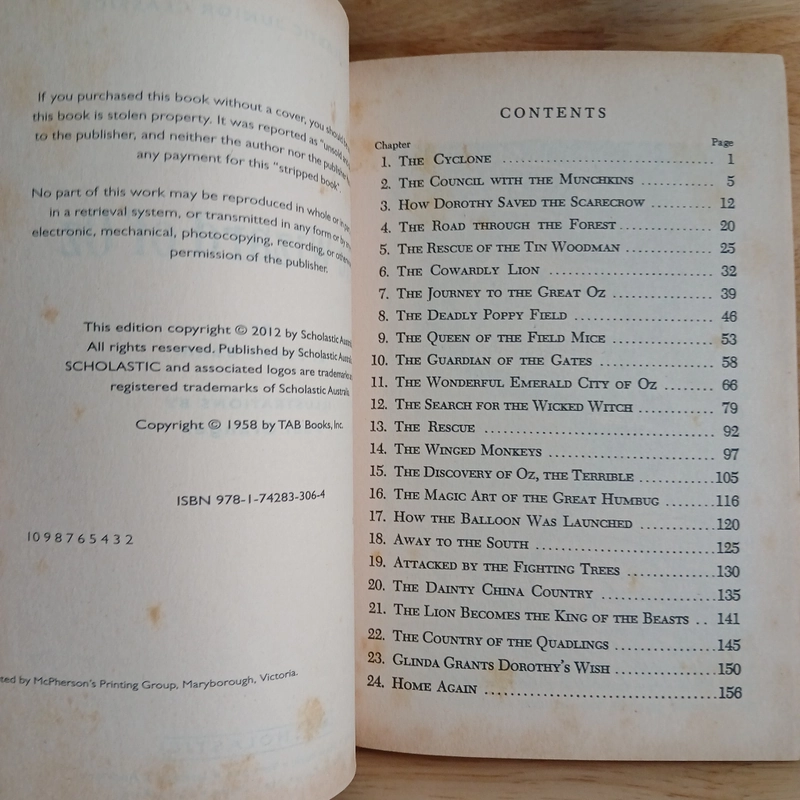 If you purchased this book without a cover, you should be
this book is stolen property. It was reported as "unsold
to the publisher, and neither the author nor the publisher
any payment for this "stripped book".
No part of this work may be reproduced in whole or in
in a retrieval system, or transmitted in any form or by
electronic, mechanical, photocopying, recording, or
permission of the publisher.
This edition copyright © 2012 by Scholastic
All rights reserved. Published by Scholastic
SCHOLASTIC and associated logos are
registered trademarks of Scholastic Australia
Copyright © 1958 by TAB Books, Inc.
ISBN 978-1-74283-306-4
10 9 8 7 6 5 4 3 2
by McPherson's Printing Group, Maryborough, Victoria.
CONTENTS
Chapter Page
1. The Cyclone 1
2. The Council with the Munchkins 5
3. How Dorothy Saved the Scarecrow 12
4. The Road through the Forest 20
5. The Rescue of the Tin Woodman 25
6. The Cowardly Lion 32
7. The Journey to the Great Oz 39
8. The Deadly Poppy Field 46
9. The Queen of the Field Mice 53
10. The Guardian of the Gates 58
11. The Wonderful Emerald City of Oz 66
12. The Search for the Wicked Witch 79
13. The Rescue 92
14. The Winged Monkeys 97
15. The Discovery of Oz, the Terrible 105
16. The Magic Art of the Great Humbug 116
17. How the Balloon Was Launched 120
18. Away to the South 125
19. Attacked by the Fighting Trees 130
20. The Dainty China Country 135
21. The Lion Becomes the King of the Beasts 141
22. The Country of the Quadlings 145
23. Glinda Grants Dorothy's Wish 150
24. Home Again 156